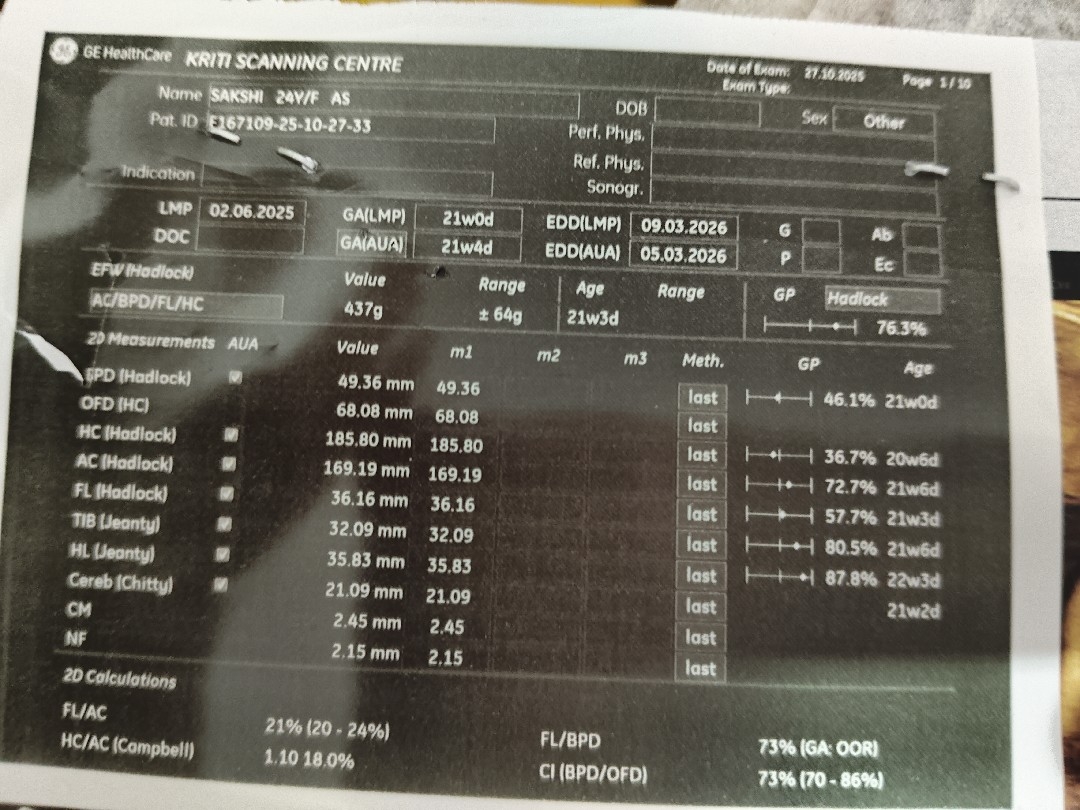 GE HealthCare KRITI SCANNING CENTRE Date of Exam: 27.10.2025 Page 1 / 10
Exam Type:
Name SAKSHI 24Y/F AS DOB Sex Other
Pat. ID E167109-25-10-27-33 Perf. Phys.
Ref. Phys.
Indication Sonogr.
LMP 02.06.2025 GA(LMP) 21w0d EDD(LMP) 09.03.2026 G Ab
DOC GA(AUA) 21w4d EDD(AUA) 05.03.2026 P Ec
EFW (Hadlock) Value Range Age Range GP Hadlock
AC/BPD/FL/HC 437g ± 64g 21w3d 76.3%
2D Measurements AUA Value m1 m2 m3 Meth. GP Age
BPD (Hadlock) 49.36 mm 49.36 last 46.1% 21w0d
OFD (HC) 68.08 mm 68.08 last
HC (Hadlock) 185.80 mm 185.80 last 36.7% 20w6d
AC (Hadlock) 169.19 mm 169.19 last 72.7% 21w6d
FL (Hadlock) 36.16 mm 36.16 last 57.7% 21w3d
TIB (Jeanty) 32.09 mm 32.09 last 80.5% 21w6d
HL (Jeanty) 35.83 mm 35.83 last 87.8% 22w3d
Cereb (Chitty) 21.09 mm 21.09 last 21w2d
CM 2.45 mm 2.45 last
NF 2.15 mm 2.15 last
2D Calculations
FL/AC 21% (20 - 24%) FL/BPD 73% (GA: OOR)
HC/AC (Campbell) 1.10 18.0% CI (BPD/OFD) 73% (70 - 86%)